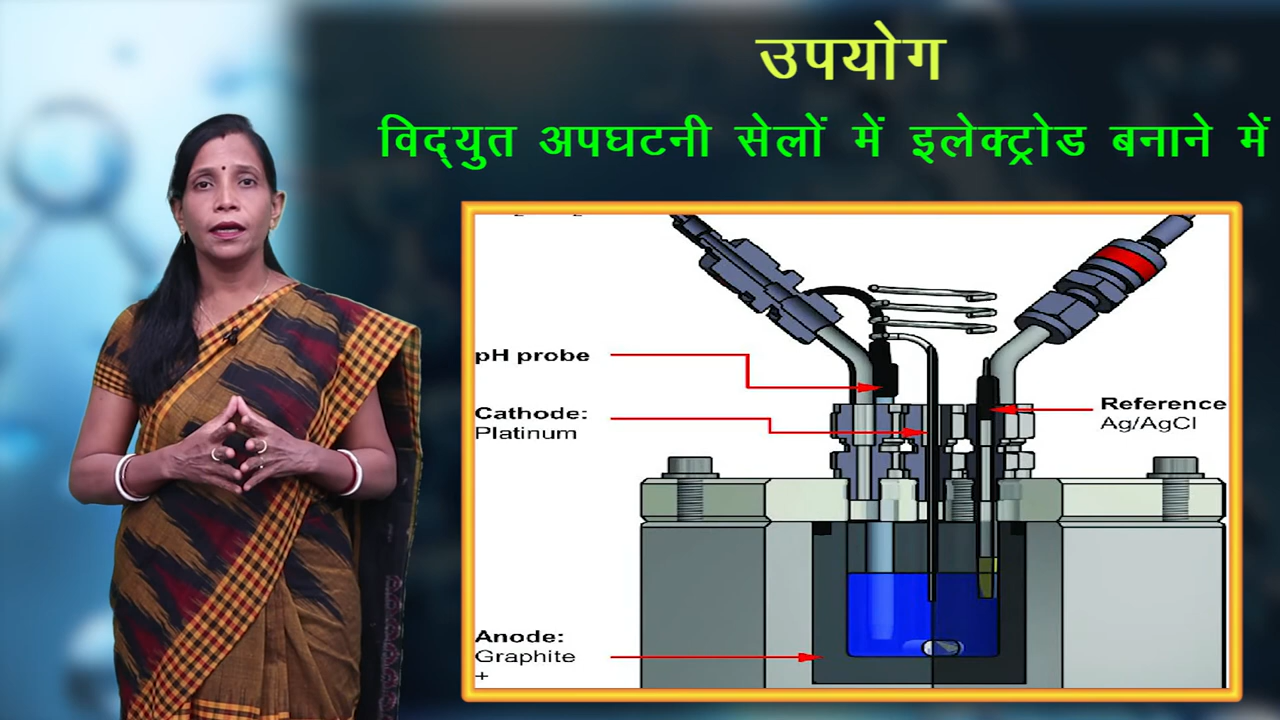 उपयोग
विद्युत अपघटनी सेलों में इलेक्ट्रोड बनाने में
pH probe
Cathode:
Platinum
Reference
Ag/AgCl
Anode:
Graphite
+